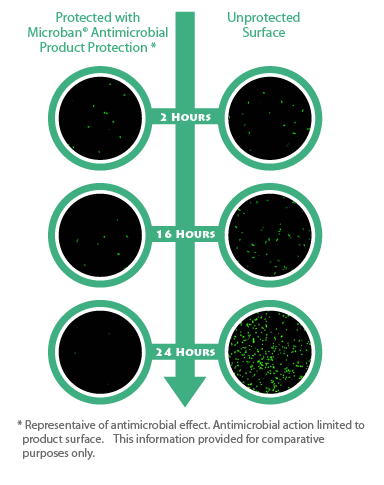 Protected with
Microban® Antimicrobial
Product Protection *
Unprotected
Surface
2 Hours
16 Hours
24 Hours
* Representaive of antimicrobial effect. Antimicrobial action limited to
product surface. This information provided for comparative
purposes only.